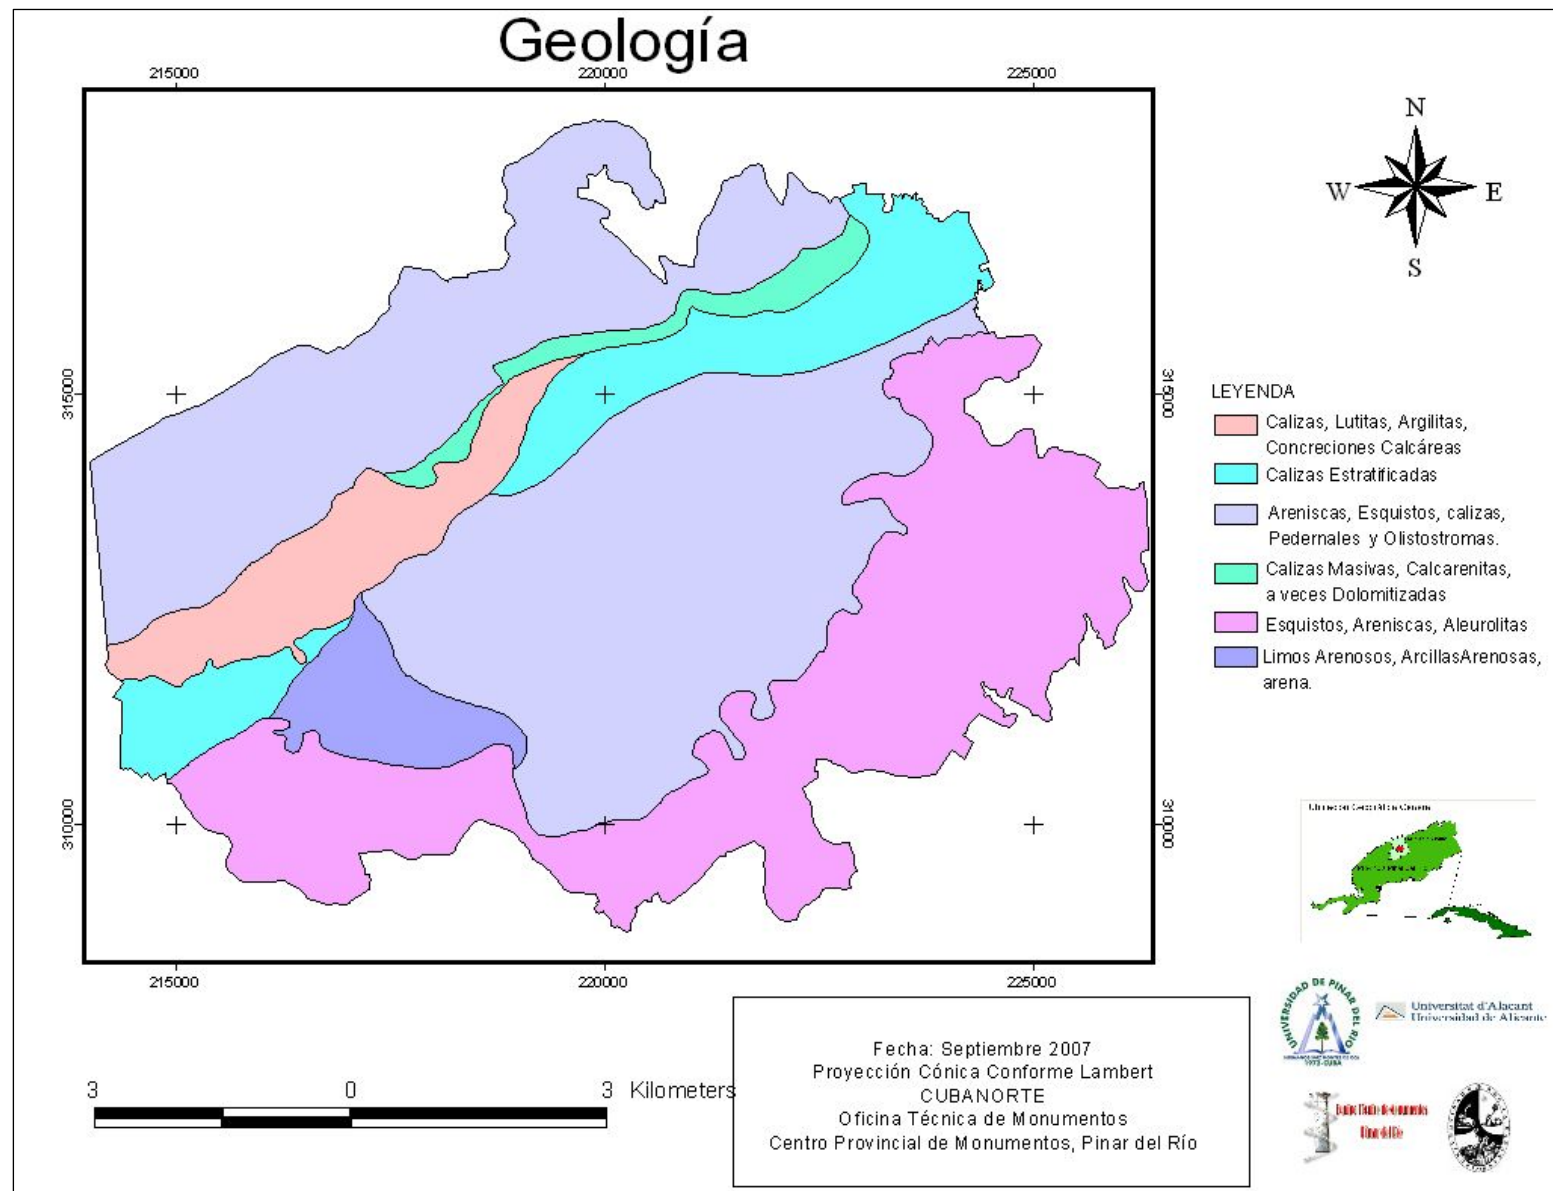 Geología
215000
220000
225000
315000
315000
310000
310000
215000
220000
225000
N
W
E
S
LEYENDA
Calizas, Lutitas, Argilitas,
Concreciones Calcáreas
Calizas Estratificadas
Areniscas, Esquistos, calizas,
Pedernales y Olistostromas.
Calizas Masivas, Calcarenitas,
a veces Dolomitizadas
Esquistos, Areniscas, Aleurolitas
Limos Arenosos, ArcillasArenosas,
arena.
UNIVERSIDAD DE PINAR DEL RIO
1972-CUBA
Universitat d'Alacant
Universidad de Alicante
3 0 3 Kilometers
Fecha: Septiembre 2007
Proyección Cónica Conforme Lambert
CUBANORTE
Oficina Técnica de Monumentos
Centro Provincial de Monumentos, Pinar del Río